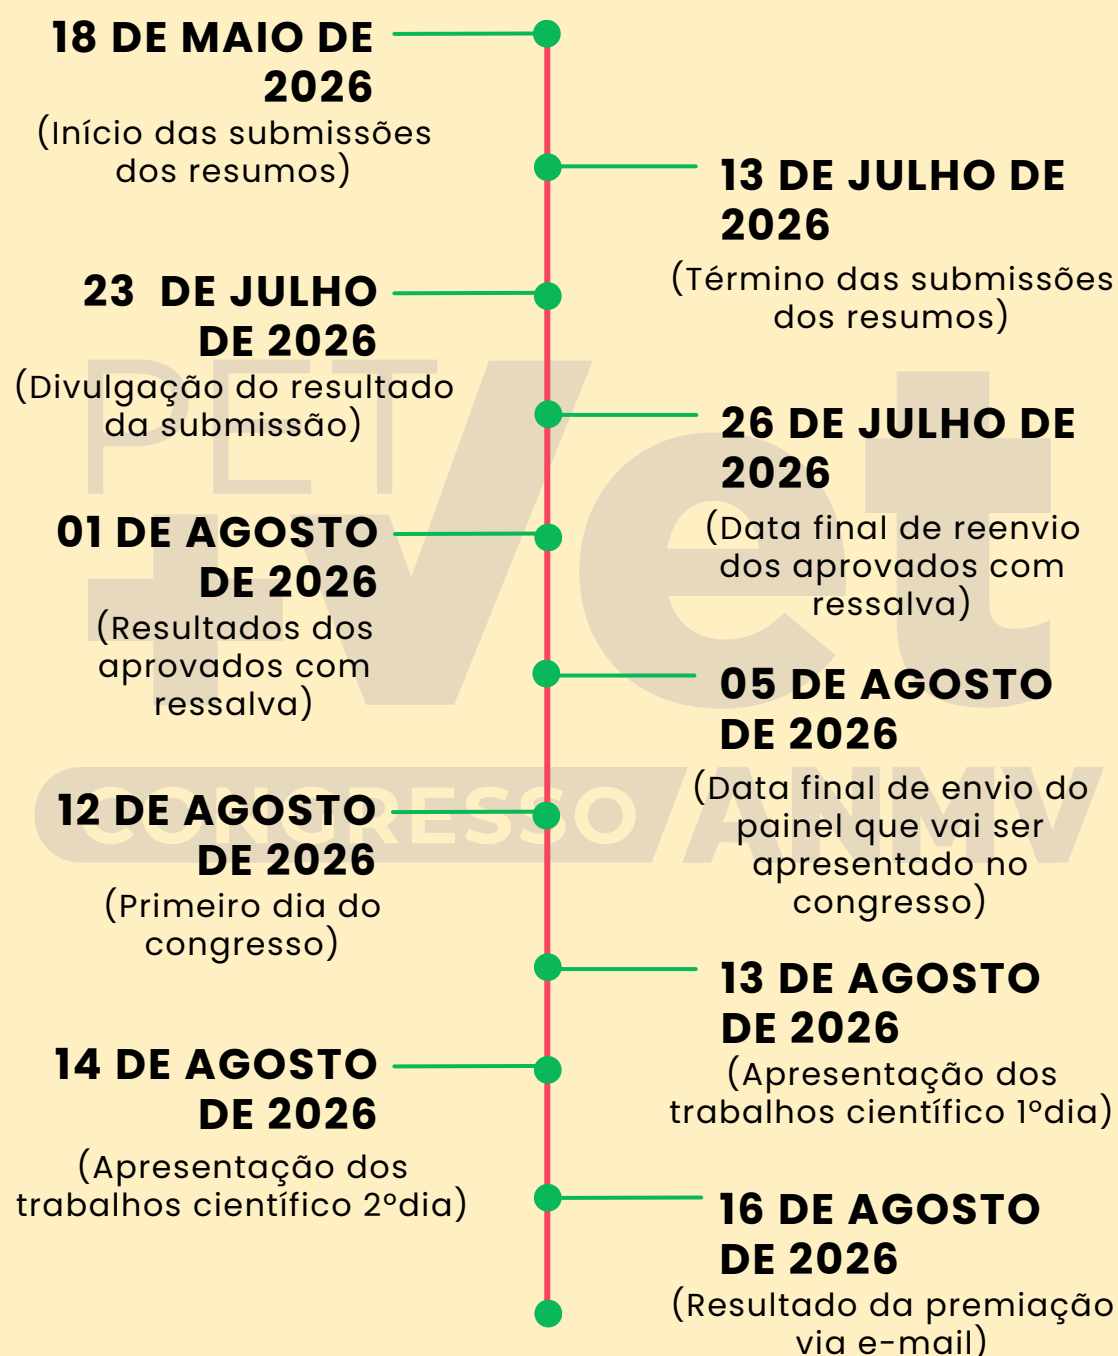 18 DE MAIO DE
2026
(Início das submissões
dos resumos)
13 DE JULHO DE
2026
(Término das submissões
dos resumos)
23 DE JULHO
DE 2026
(Divulgação do resultado
da submissão)
26 DE JULHO DE
2026
(Data final de reenvio
dos aprovados com
ressalva)
01 DE AGOSTO
DE 2026
(Resultados dos
aprovados com
ressalva)
05 DE AGOSTO
DE 2026
(Data final de envio do
painel que vai ser
apresentado no
congresso)
12 DE AGOSTO
DE 2026
(Primeiro dia do
congresso)
13 DE AGOSTO
DE 2026
(Apresentação dos
trabalhos científico 1°dia)
14 DE AGOSTO
DE 2026
(Apresentação dos
trabalhos científico 2°dia)
16 DE AGOSTO
DE 2026
(Resultado da premiação
via e-mail)
PET
+Vet
CONGRESSO ANMV